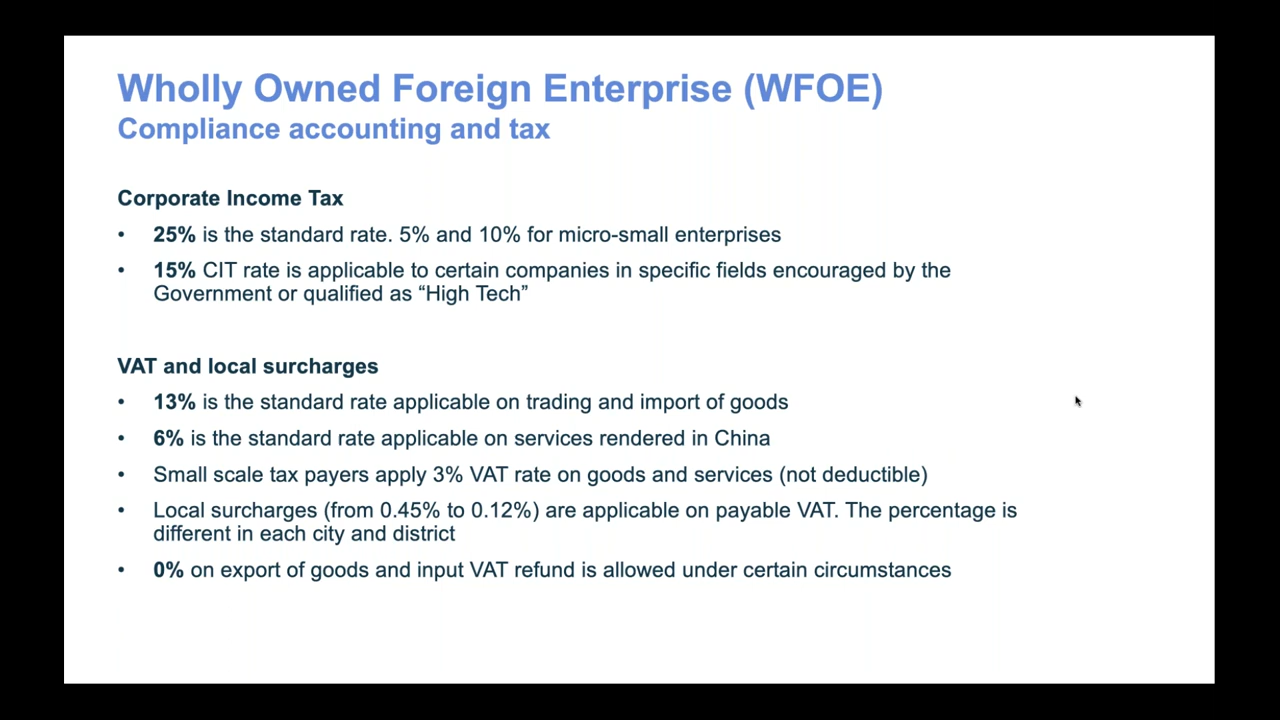 Wholly Owned Foreign Enterprise (WFOE)
Compliance accounting and tax
Corporate Income Tax
• 25% is the standard rate. 5% and 10% for micro-small enterprises
• 15% CIT rate is applicable to certain companies in specific fields encouraged by the
Government or qualified as “High Tech”
VAT and local surcharges
• 13% is the standard rate applicable on trading and import of goods
• 6% is the standard rate applicable on services rendered in China
• Small scale tax payers apply 3% VAT rate on goods and services (not deductible)
• Local surcharges (from 0.45% to 0.12%) are applicable on payable VAT. The percentage is
different in each city and district
• 0% on export of goods and input VAT refund is allowed under certain circumstances